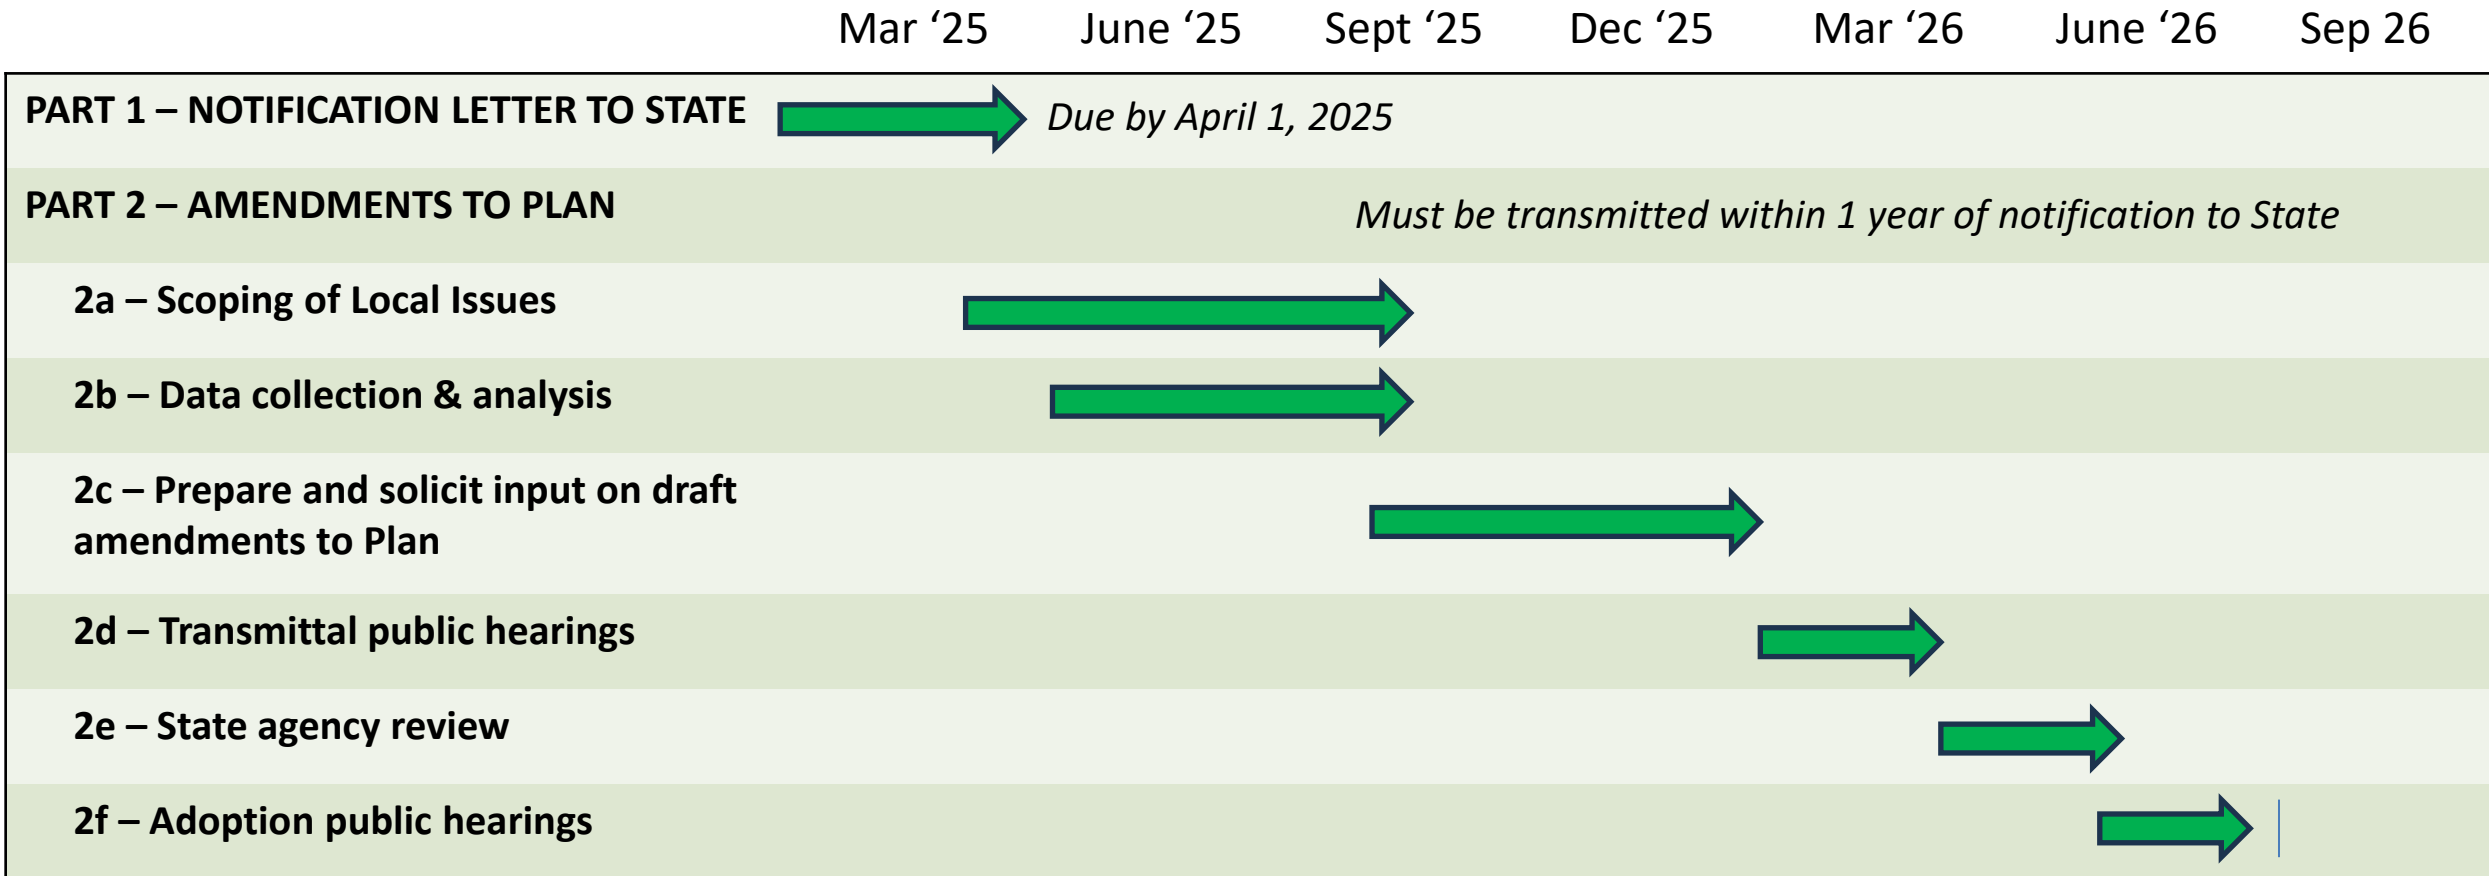 Mar ‘25 June ‘25 Sept ‘25 Dec ‘25 Mar ‘26 June ‘26 Sep 26
PART 1 – NOTIFICATION LETTER TO STATE Due by April 1, 2025
PART 2 – AMENDMENTS TO PLAN Must be transmitted within 1 year of notification to State
2a – Scoping of Local Issues
2b – Data collection & analysis
2c – Prepare and solicit input on draft
amendments to Plan
2d – Transmittal public hearings
2e – State agency review
2f – Adoption public hearings